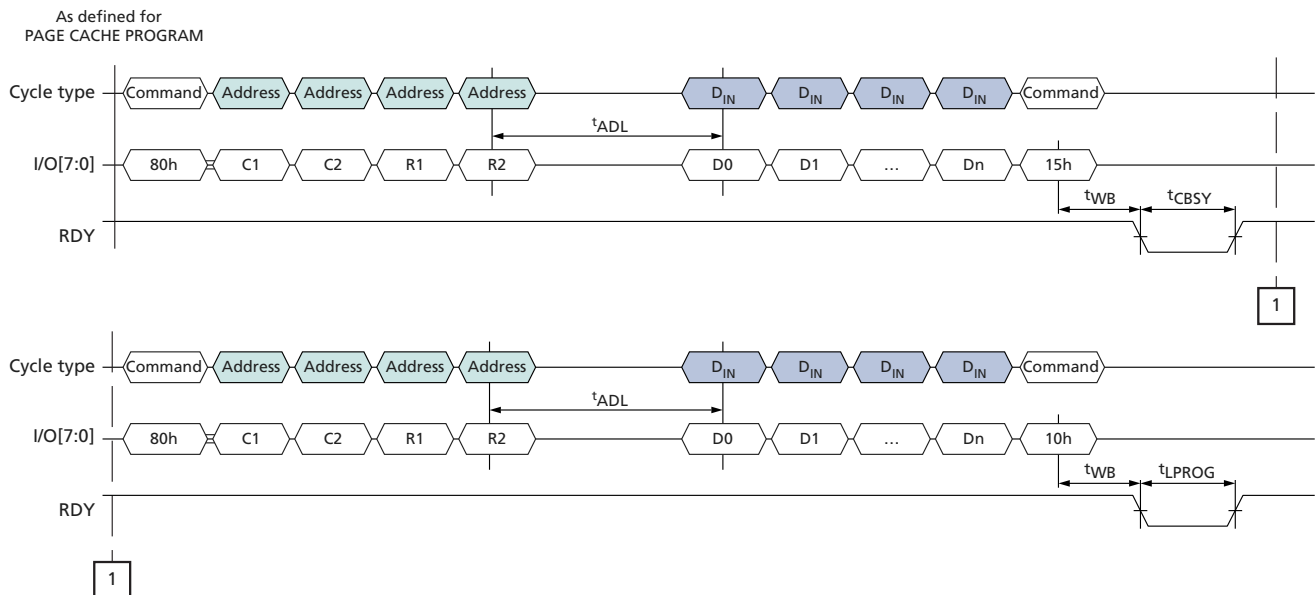 As defined for
PAGE CACHE PROGRAM
Cycle type Command Address Address Address Address DIN DIN DIN DIN Command
tADL
I/O[7:0] 80h C1 C2 R1 R2 D0 D1 … Dn 15h
tWB tCBSY
RDY
1
Cycle type Command Address Address Address Address DIN DIN DIN DIN Command
tADL
I/O[7:0] 80h C1 C2 R1 R2 D0 D1 … Dn 10h
tWB tLPROG
RDY
1